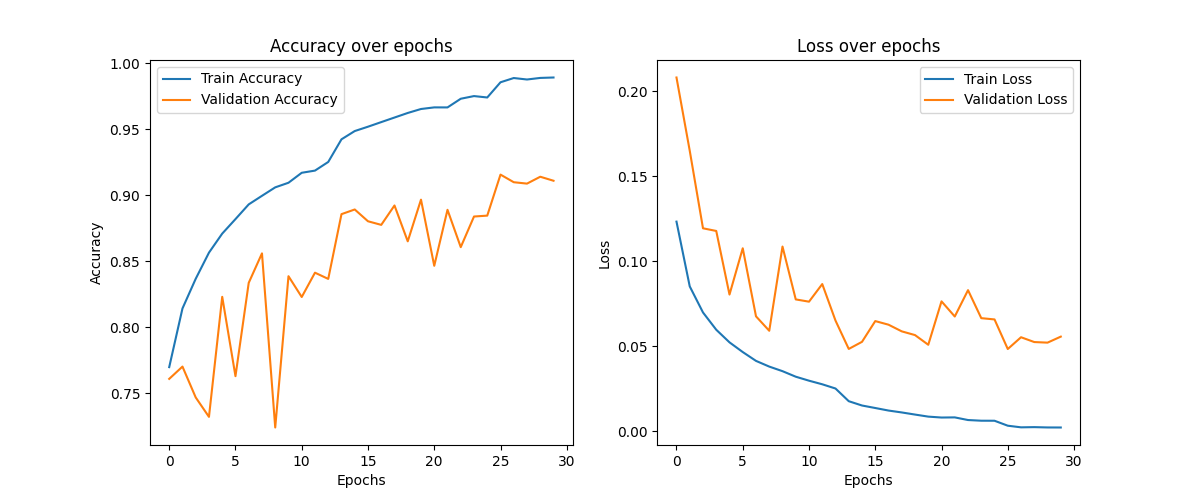 Accuracy over epochs
Train Accuracy
Validation Accuracy
1.00
0.95
0.90
0.85
0.80
0.75
Accuracy
0
5
10
15
20
25
30
Epochs
Loss over epochs
Train Loss
Validation Loss
0.20
0.15
0.10
0.05
0.00
Loss
0
5
10
15
20
25
30
Epochs